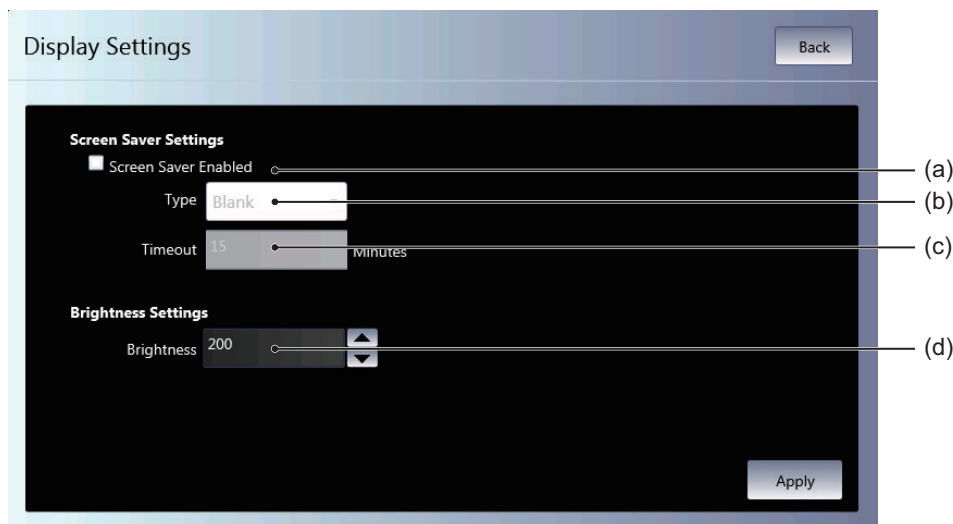 Display Settings
Back
Screen Saver Settings
Screen Saver Enabled
(a)
Type
Blank
(b)
Timeout
15
Minutes
(c)
Brightness Settings
Brightness
200
(d)
Apply